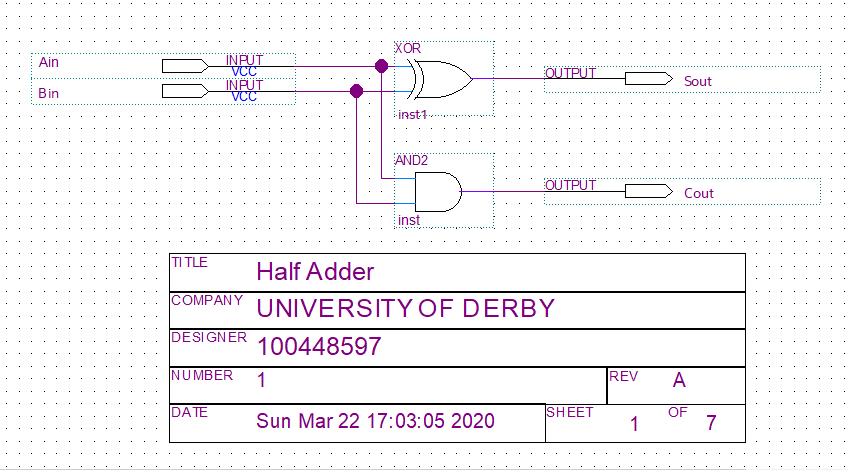 XOR
Ain INPUT
VCC
OUTPUT Sout
Bin INPUT
VCC
inst1
AND2
OUTPUT Cout
inst
TITLE Half Adder
COMPANY UNIVERSITY OF DERBY
DESIGNER 100448597
NUMBER 1 REV A
DATE Sun Mar 22 17:03:05 2020 SHEET 1 OF 7